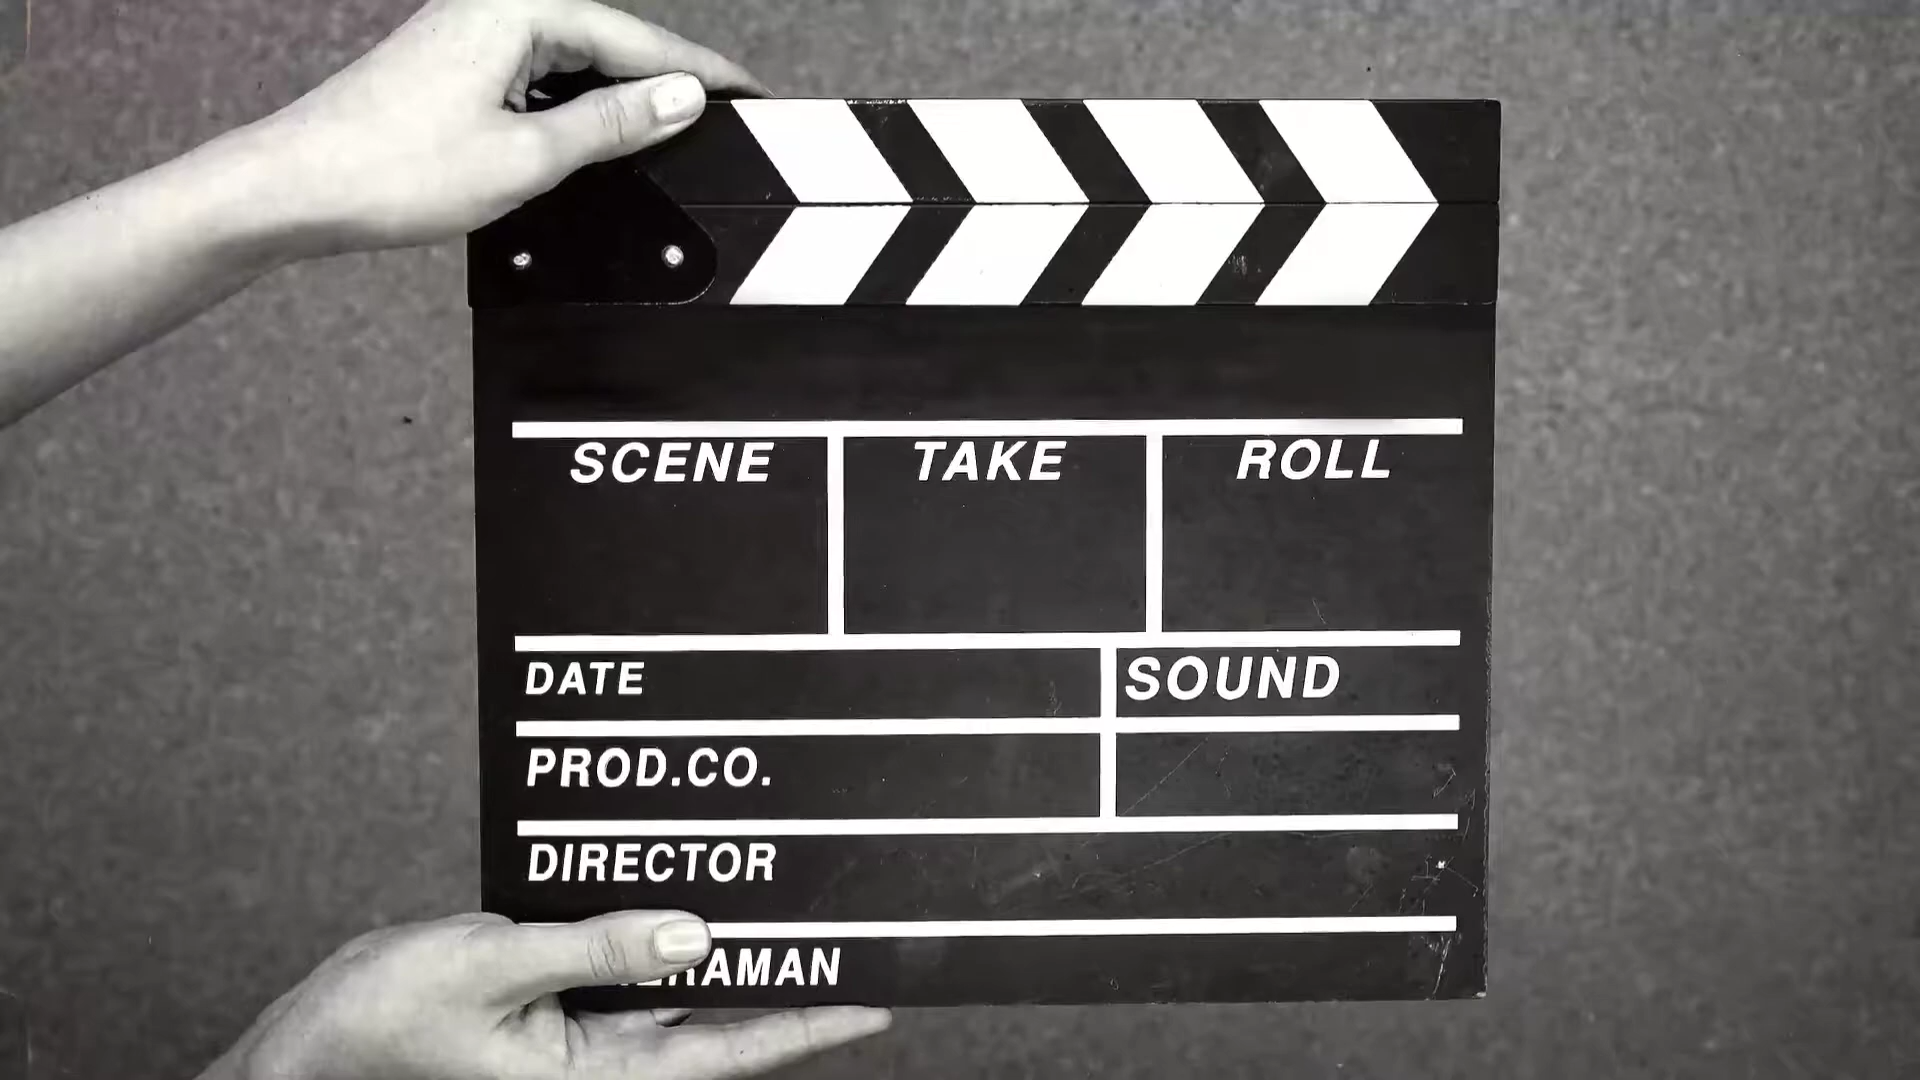 SCENE TAKE ROLL
DATE SOUND
PROD.CO.
DIRECTOR